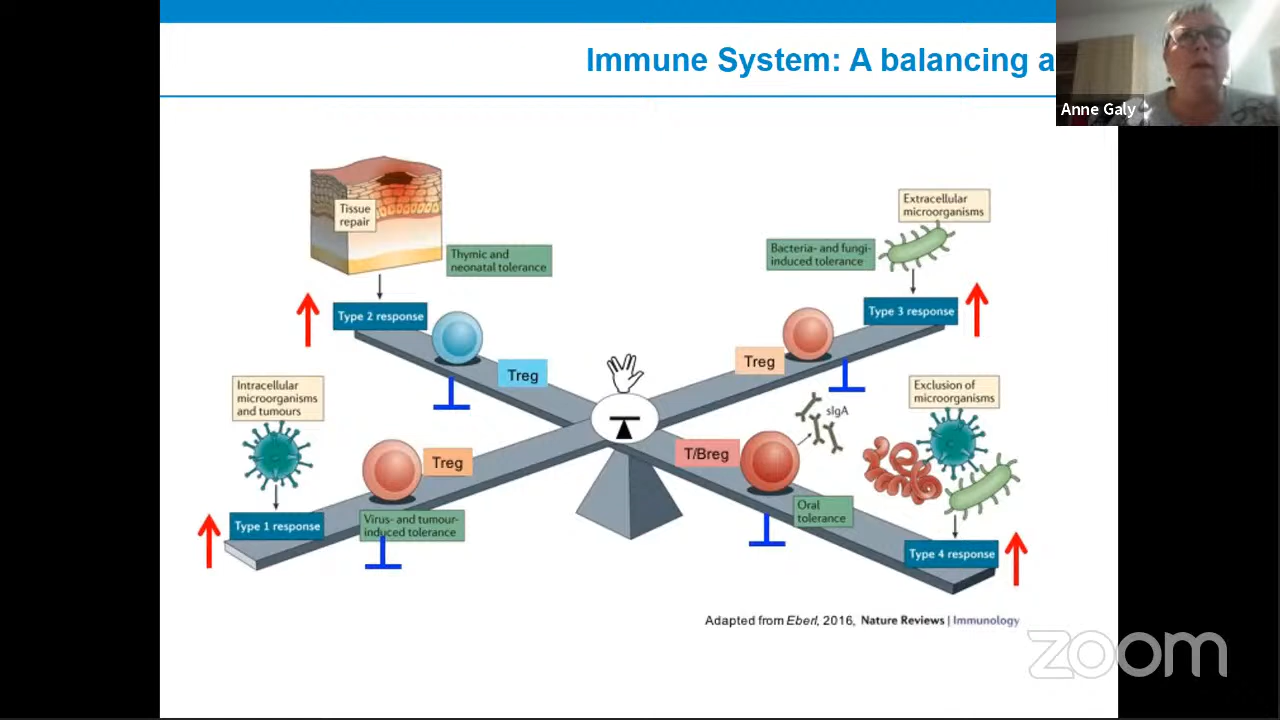 Immune System: A balancing a
Anne Galy
Tissue
repair
Thymic and
neonatal tolerance
Type 2 response
Treg
Extracellular
microorganisms
Bacteria- and fungi-
induced tolerance
Type 3 response
Treg
Intracellular
microorganisms
and tumours
Treg
Type 1 response
Virus- and tumour-
induced tolerance
Exclusion of
microorganisms
sIgA
T/Breg
Oral
tolerance
Type 4 response
Adapted from Eberl, 2016, Nature Reviews | Immunology
zoom